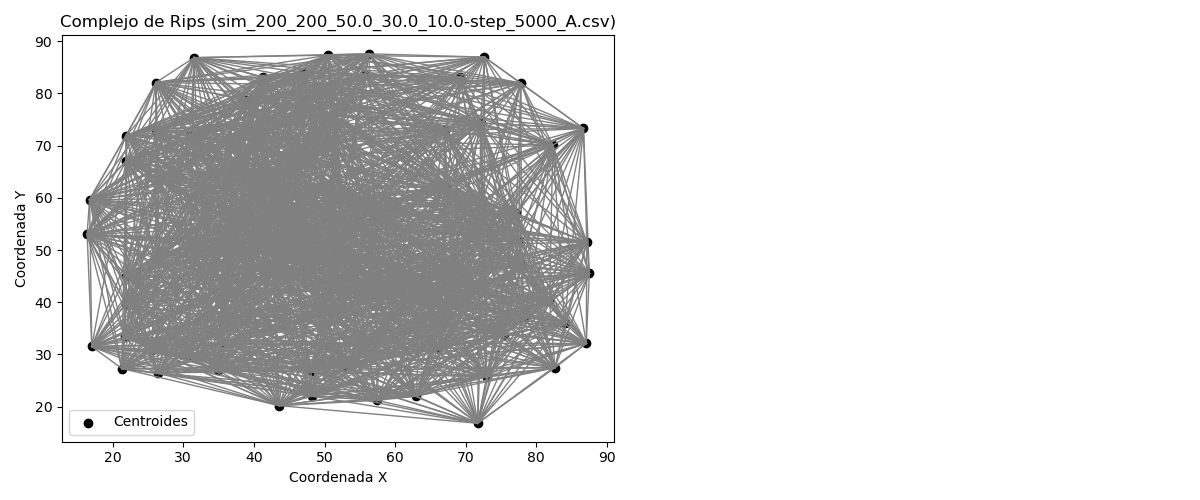 Complejo de Rips (sim_200_200_50.0_30.0_10.0-step_5000_A.csv)
90
80
70
60
50
40
30
20
Coordenada Y
Centroides
20 30 40 50 60 70 80 90
Coordenada X